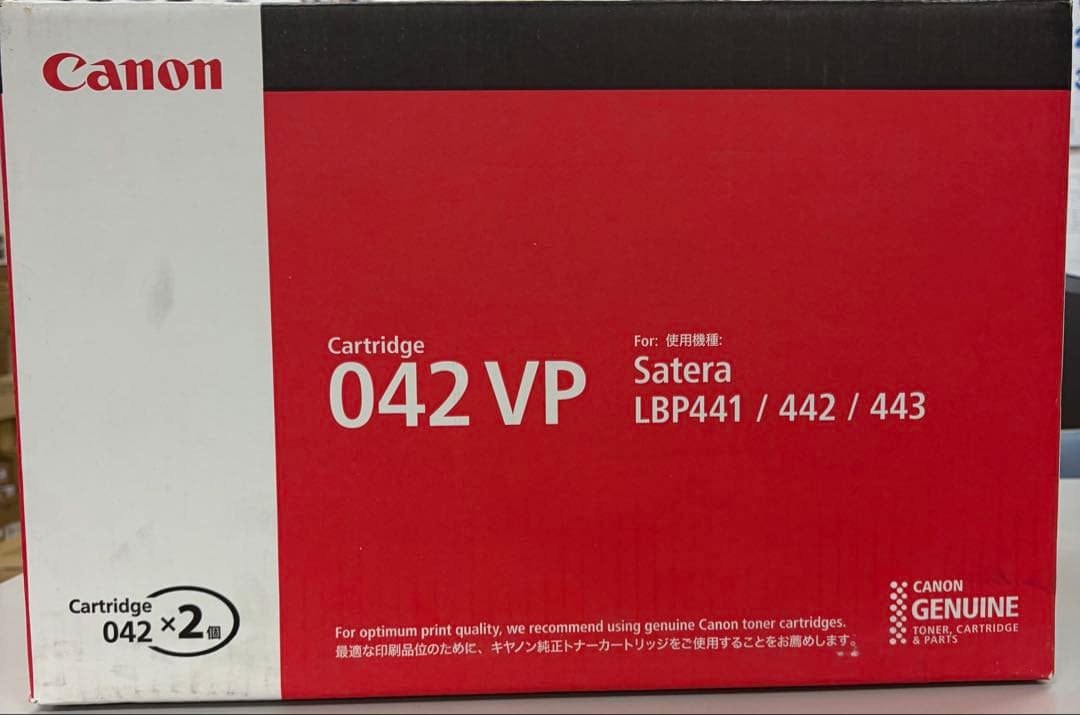 Canon
Cartridge
042 VP
For: 使用機種:
Satera
LBP441 / 442 / 443
Cartridge
042 ×2個
For optimum print quality, we recommend using genuine Canon toner cartridges.
最適な印刷品位のために、キヤノン純正トナーカートリッジをご使用することをお薦めします。
CANON
GENUINE
TONER, CARTRIDGE
& PARTS